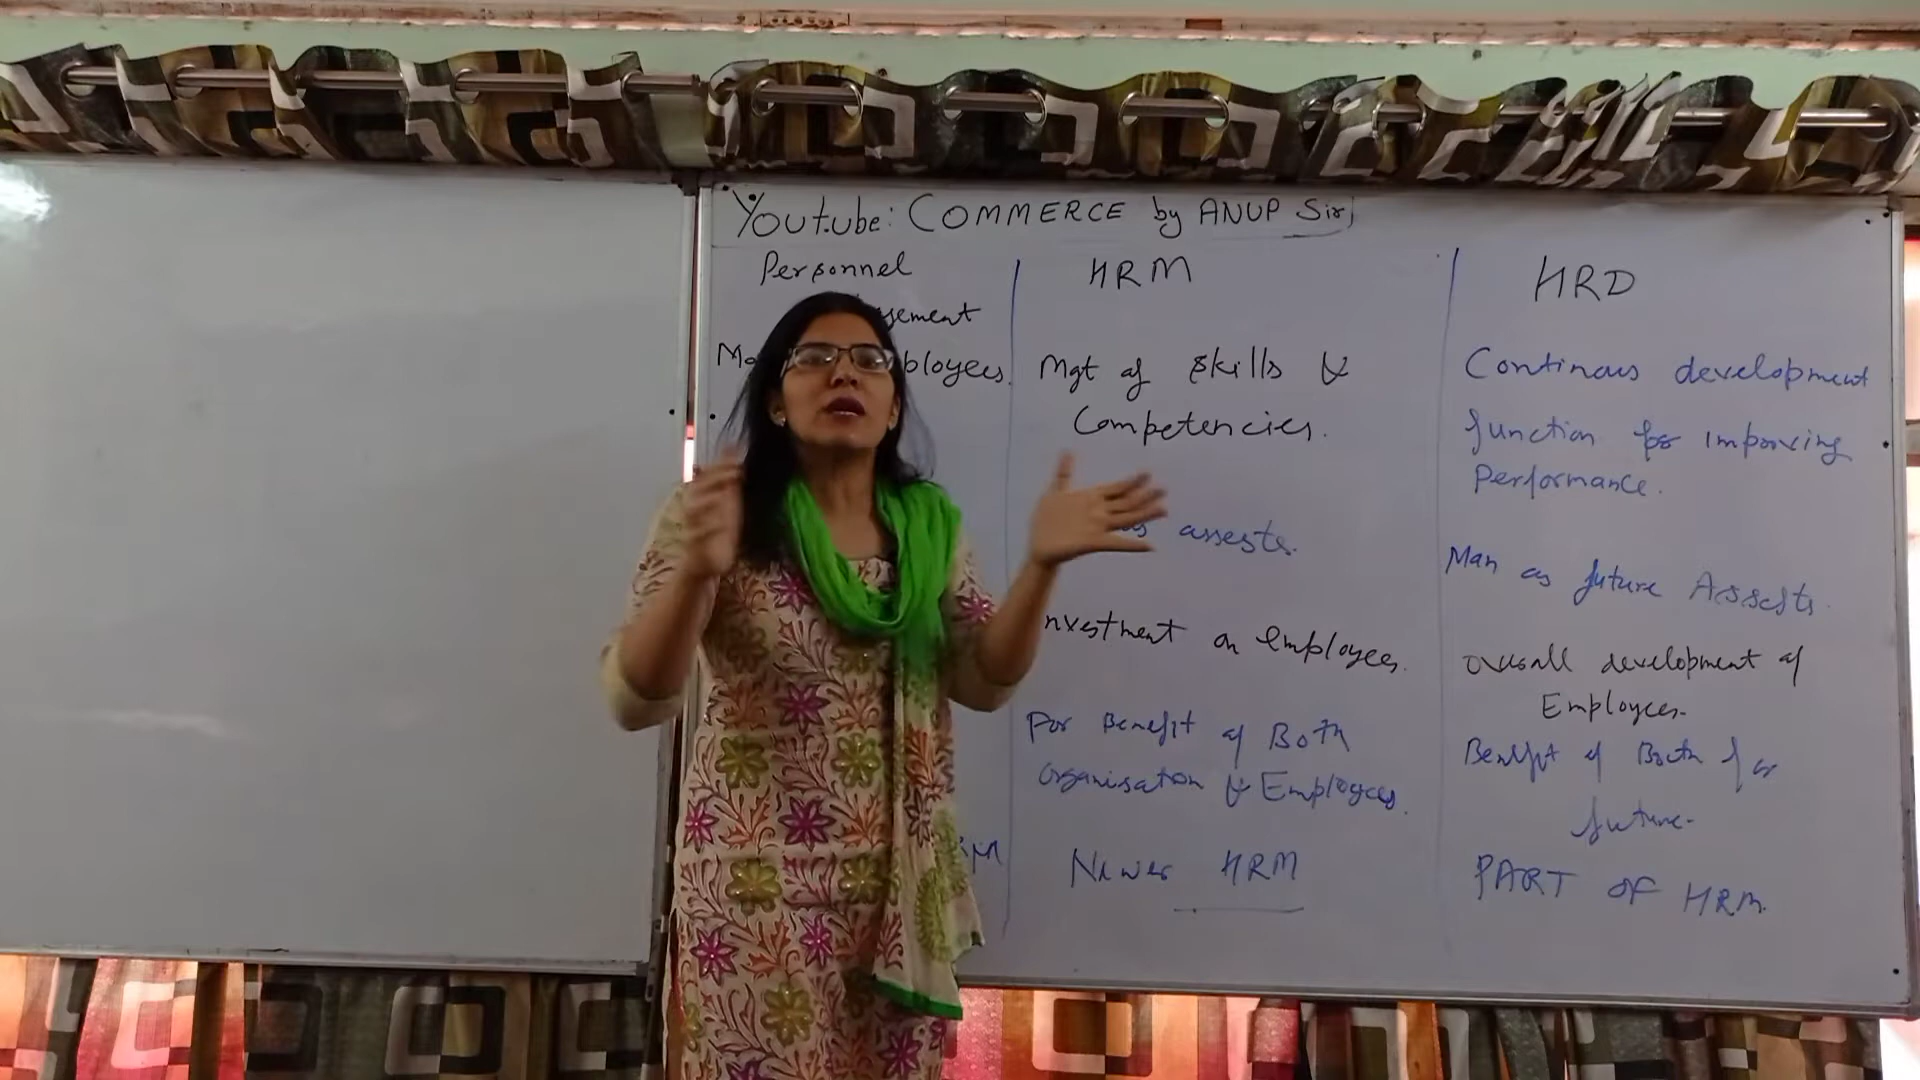 Youtube: COMMERCE by ANUP Sir
Personnel
HRM
HRD
Mgt of Skills &
Competencies.
Continous development
function for Improving
Performance.
as assests.
Man as future Assests.
nvestment on employees.
overall development of
Employees.
For Benefit of Both
organisation & Employees.
Benefit of Both for
future.
Newer HRM
PART OF HRM.